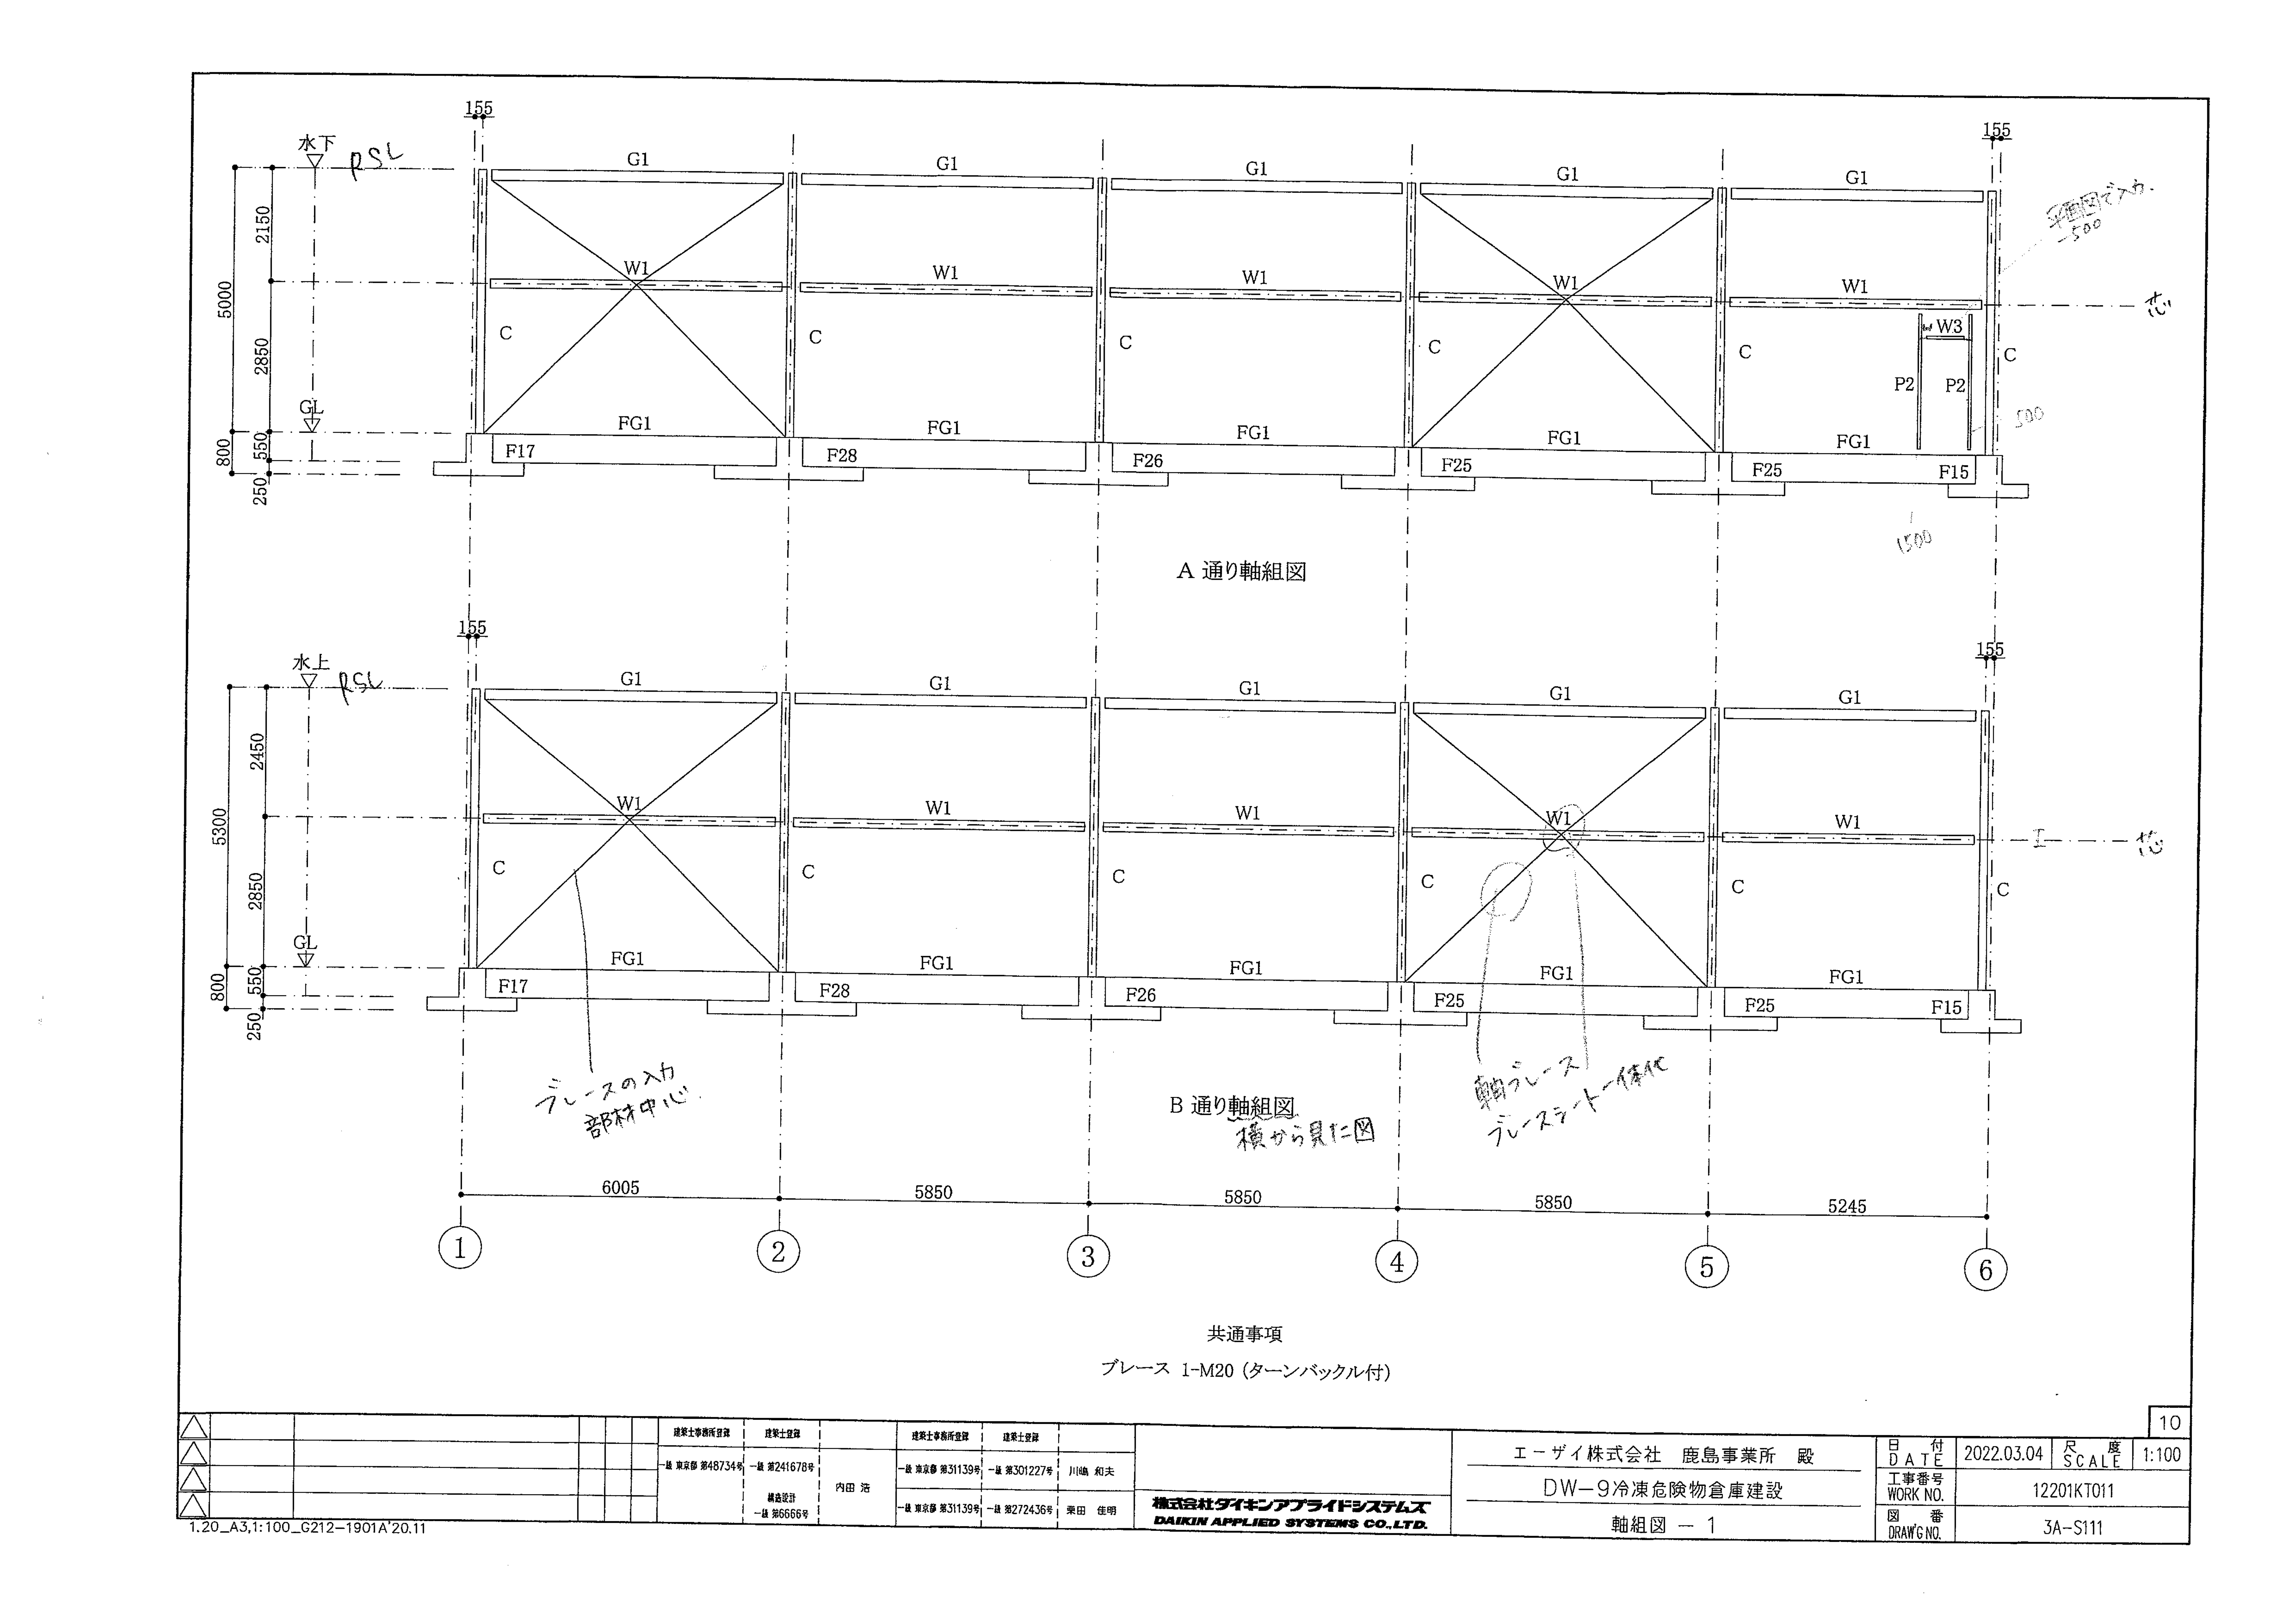 155
155
水下
RSL
G1
G1
G1
G1
G1
平面図で入力.
-500
2150
5000
2850
W1
W1
W1
W1
W1
芯
W3
C
C
C
C
C
C
P2
P2
GL
500
FG1
FG1
FG1
FG1
FG1
800
550
250
F17
F28
F26
F25
F25
F15
1500
A 通り軸組図
155
155
水上
RSL
G1
G1
G1
G1
G1
2450
5300
2850
W1
W1
W1
W1
W1
芯
C
C
C
C
C
C
GL
FG1
FG1
FG1
FG1
FG1
800
550
250
F17
F28
F26
F25
F25
F15
ブレースの入力
部材中心.
軸ブレース
B 通り軸組図
横から見た図
6005
5850
5850
5850
5245
1
2
3
4
5
6
共通事項
ブレース 1-M20 (ターンバックル付)
10
建築士事務所登録
建築士登録
建築士事務所登録
建築士登録
一級 東京都 第48734号
一級 第241678号
構造設計
一級 第6666号
内田 浩
一級 東京都 第31139号
一級 第301227号
川嶋 和夫
一級 東京都 第31139号
一級 第272436号
栗田 佳明
株式会社ダイキンアプライドシステムズ
DAIKIN APPLIED SYSTEMS CO.,LTD.
エーザイ株式会社 鹿島事業所 殿
DW-9冷凍危険物倉庫建設
軸組図 - 1
日 付
DATE
2022.03.04
尺 度
SCALE
1:100
工事番号
WORK NO.
12201KT011
図 番
DRAW'G NO.
3A-S111
1.20_A3,1:100_G212-1901A'20.11